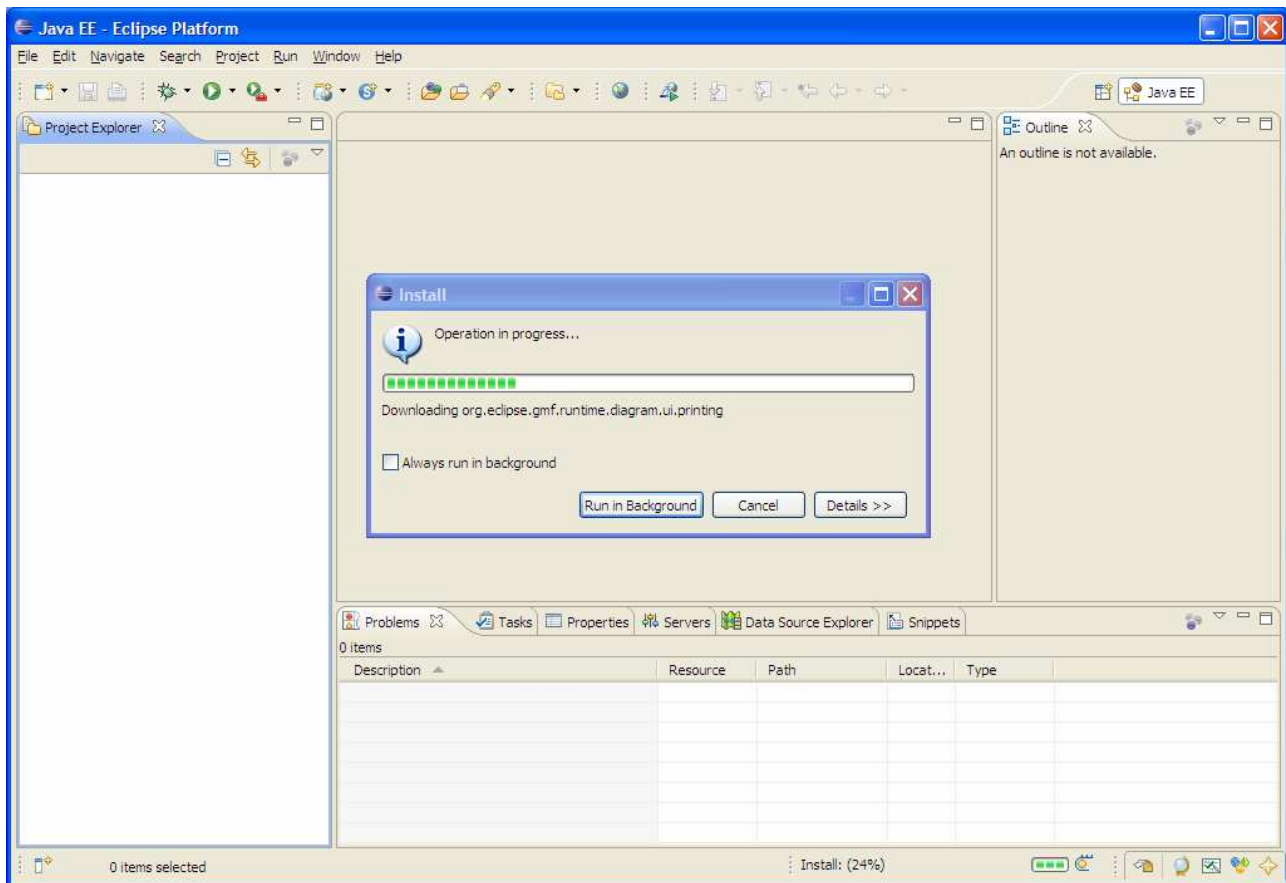 Java EE - Eclipse Platform
File Edit Navigate Search Project Run Window Help
Java EE
Project Explorer
Outline
An outline is not available.
Install
Operation in progress...
Downloading org.eclipse.gmf.runtime.diagram.ui.printing
Always run in background
Run in Background Cancel Details >>
Problems Tasks Properties Servers Data Source Explorer Snippets
0 items
Description Resource Path Locat... Type
0 items selected Install: (24%)